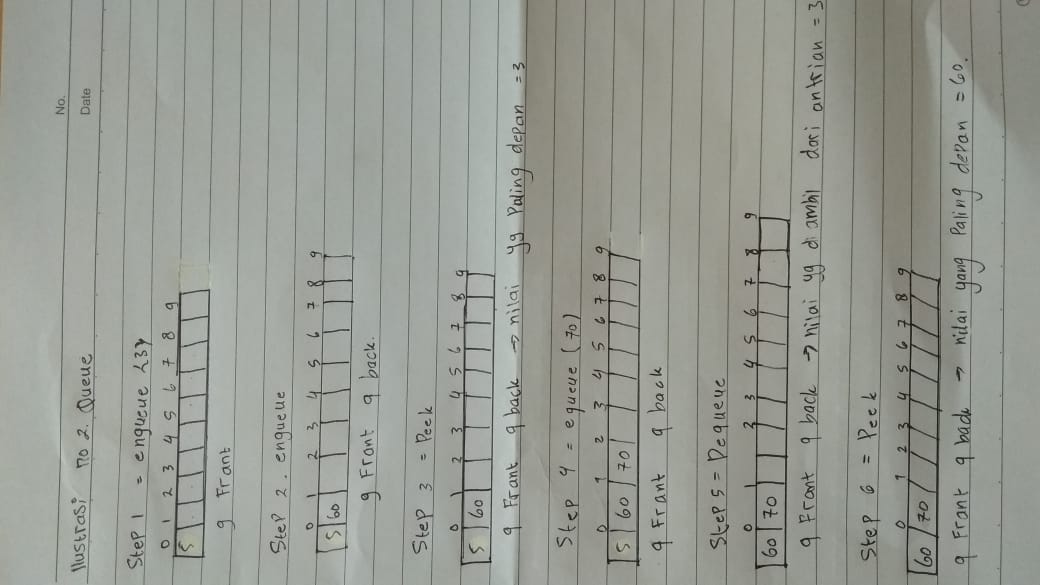 No.
Date
Ilustrasi no 2. Queue
Step 1 = enqueue {3}
0 1 2 3 4 5 6 7 8 9
5
q Frant
Step 2. enqueue
0 1 2 3 4 5 6 7 8 9
5 60
q Front q back.
Step 3 = Peek
0 1 2 3 4 5 6 7 8 9
5 60
q Frant q back → nilai yg Paling depan = 3
Step 4 = equeue (70)
0 1 2 3 4 5 6 7 8 9
5 60 70
q Frant q back
Step 5 = Dequeue
0 1 2 3 4 5 6 7 8 9
60 70
q Front q back → nilai yg di ambil dari antrian = 3
Step 6 = Peek
0 1 2 3 4 5 6 7 8 9
60 70
q Frant q back → nilai yang Paling depan = 60.